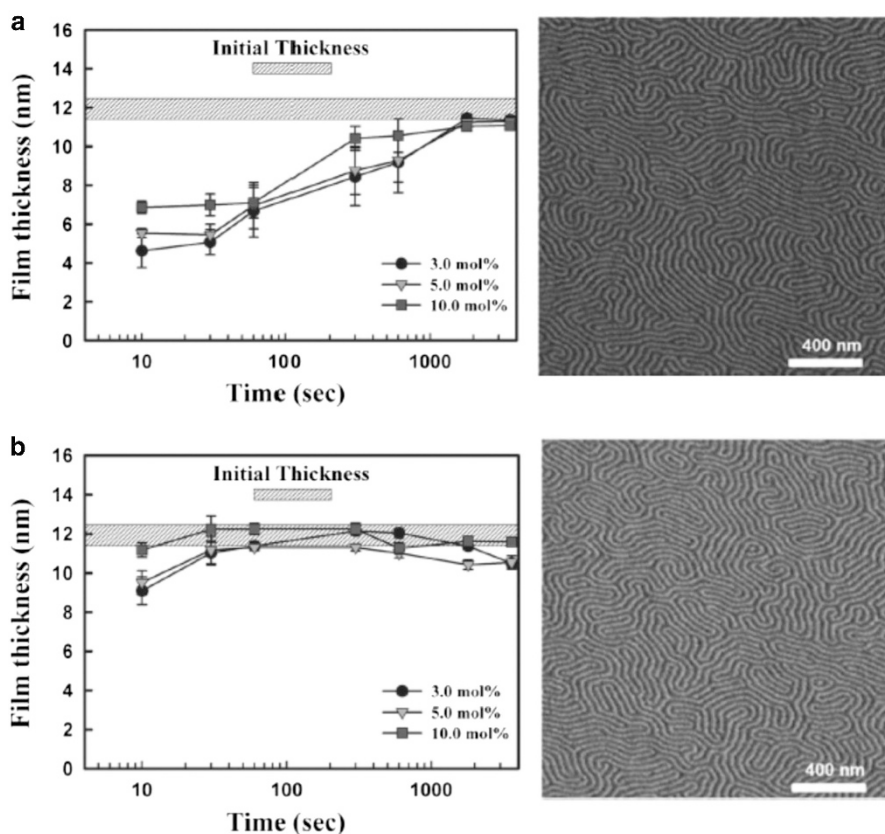 a
16
14
12
10
8
6
4
2
0
Film thickness (nm)
Initial Thickness
3.0 mol%
5.0 mol%
10.0 mol%
10
100
1000
Time (sec)
400 nm
b
16
14
12
10
8
6
4
2
0
Film thickness (nm)
Initial Thickness
3.0 mol%
5.0 mol%
10.0 mol%
10
100
1000
Time (sec)
400 nm